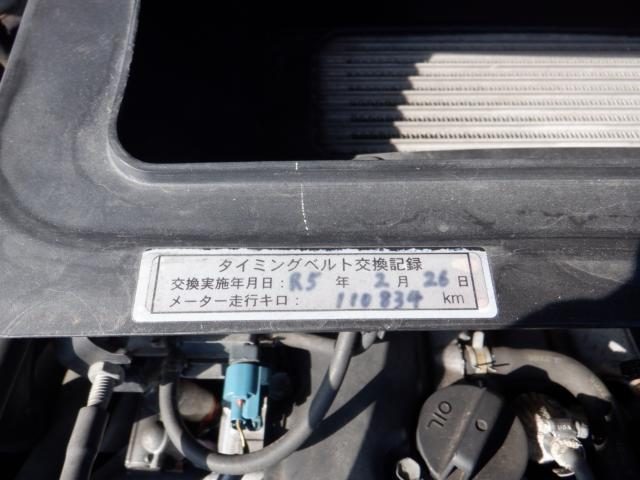 タイミングベルト交換記録
交換実施年月日：R5 年 2 月 26 日
メーター走行キロ： 110834 km
OIL